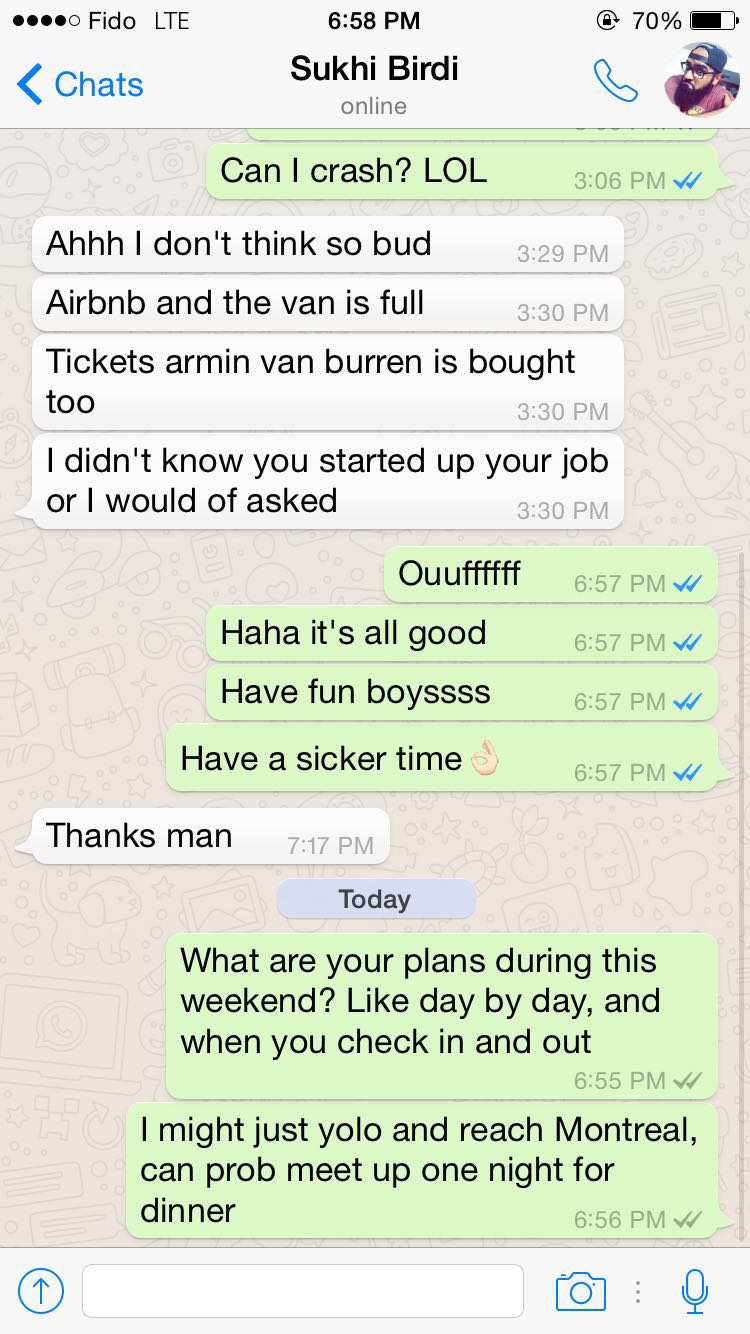 Fido LTE 6:58 PM 70%
Chats Sukhi Birdi
online
Can I crash? LOL 3:06 PM
Ahhh I don't think so bud 3:29 PM
Airbnb and the van is full 3:30 PM
Tickets armin van burren is bought
too 3:30 PM
I didn't know you started up your job
or I would of asked 3:30 PM
Ouuffffff 6:57 PM
Haha it's all good 6:57 PM
Have fun boyssss 6:57 PM
Have a sicker time👌🏻 6:57 PM
Thanks man 7:17 PM
Today
What are your plans during this
weekend? Like day by day, and
when you check in and out
6:55 PM
I might just yolo and reach Montreal,
can prob meet up one night for
dinner 6:56 PM